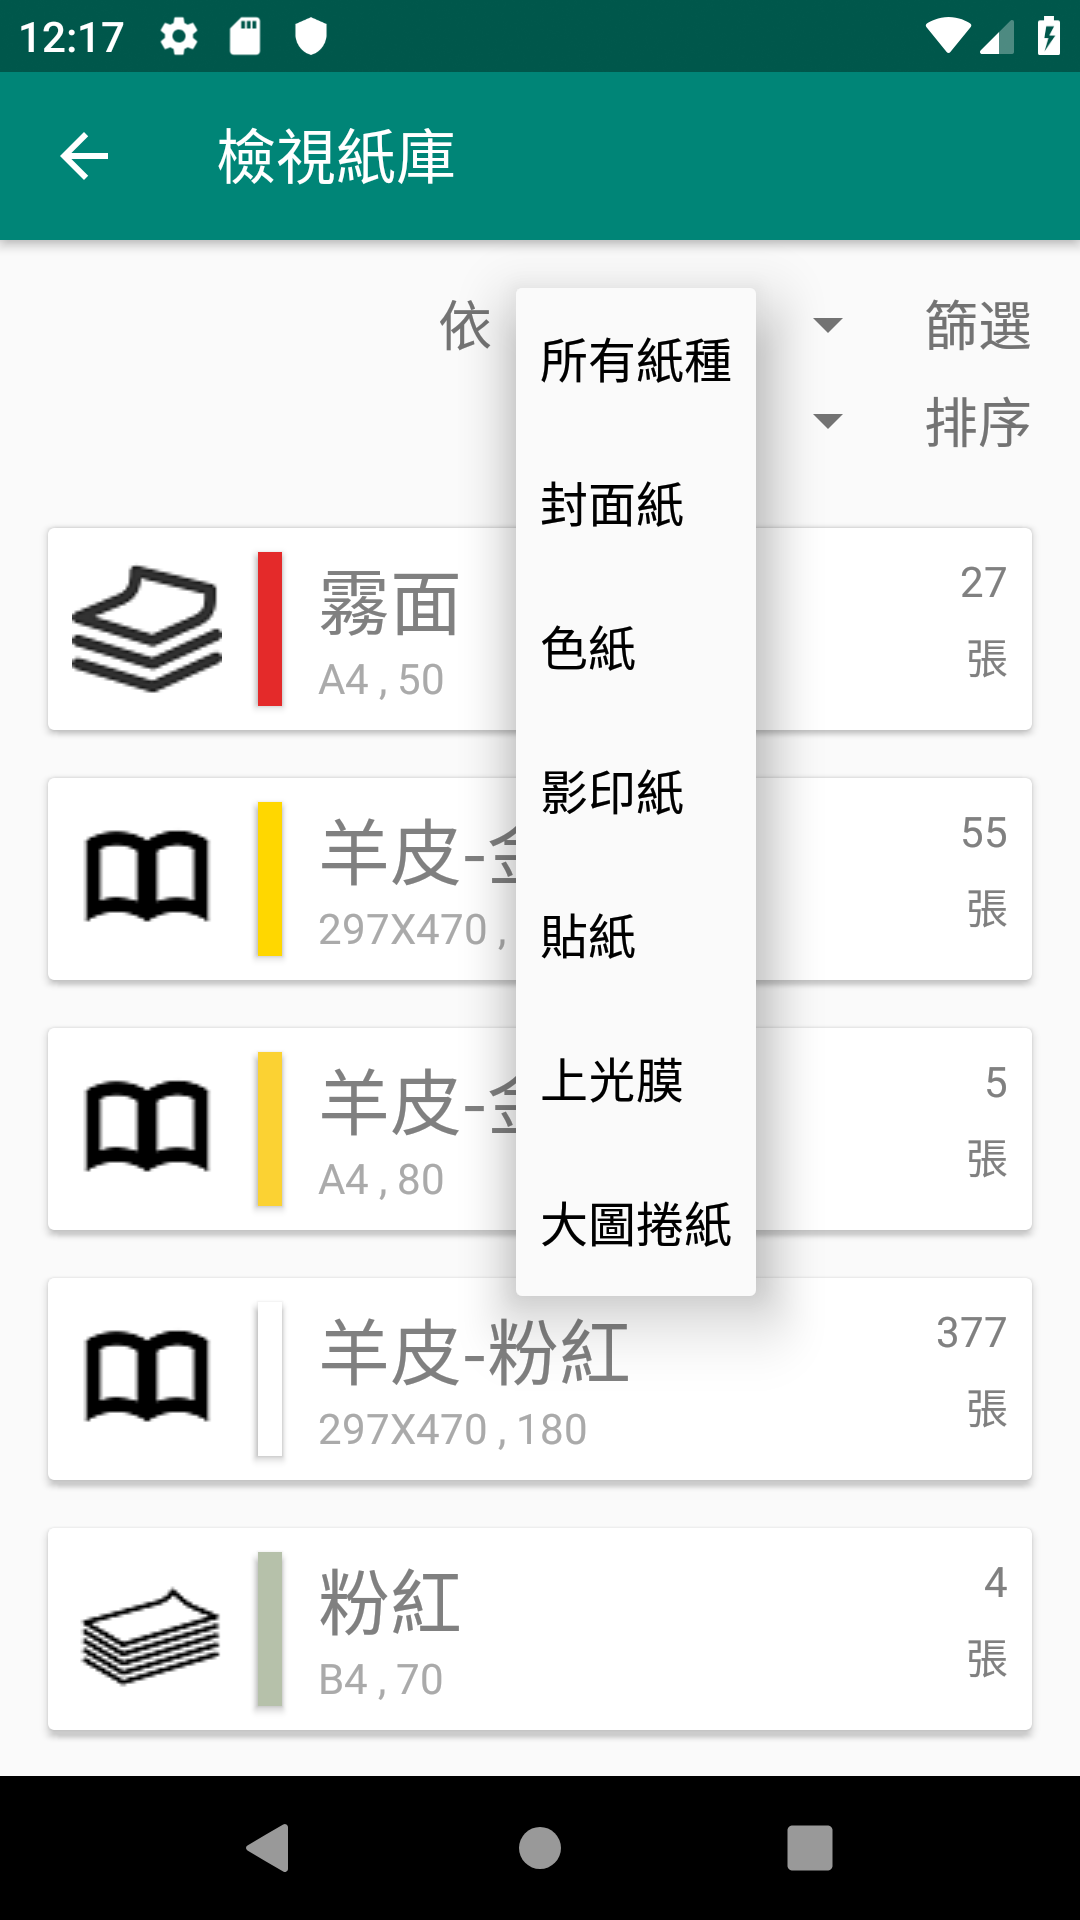 12:17
檢視紙庫
依
篩選
排序
所有紙種
封面紙
色紙
影印紙
貼紙
上光膜
大圖捲紙
霧面
A4 , 50
27
張
羊皮-
297X470 ,
55
張
羊皮-
A4 , 80
5
張
羊皮-粉紅
297X470 , 180
377
張
粉紅
B4 , 70
4
張